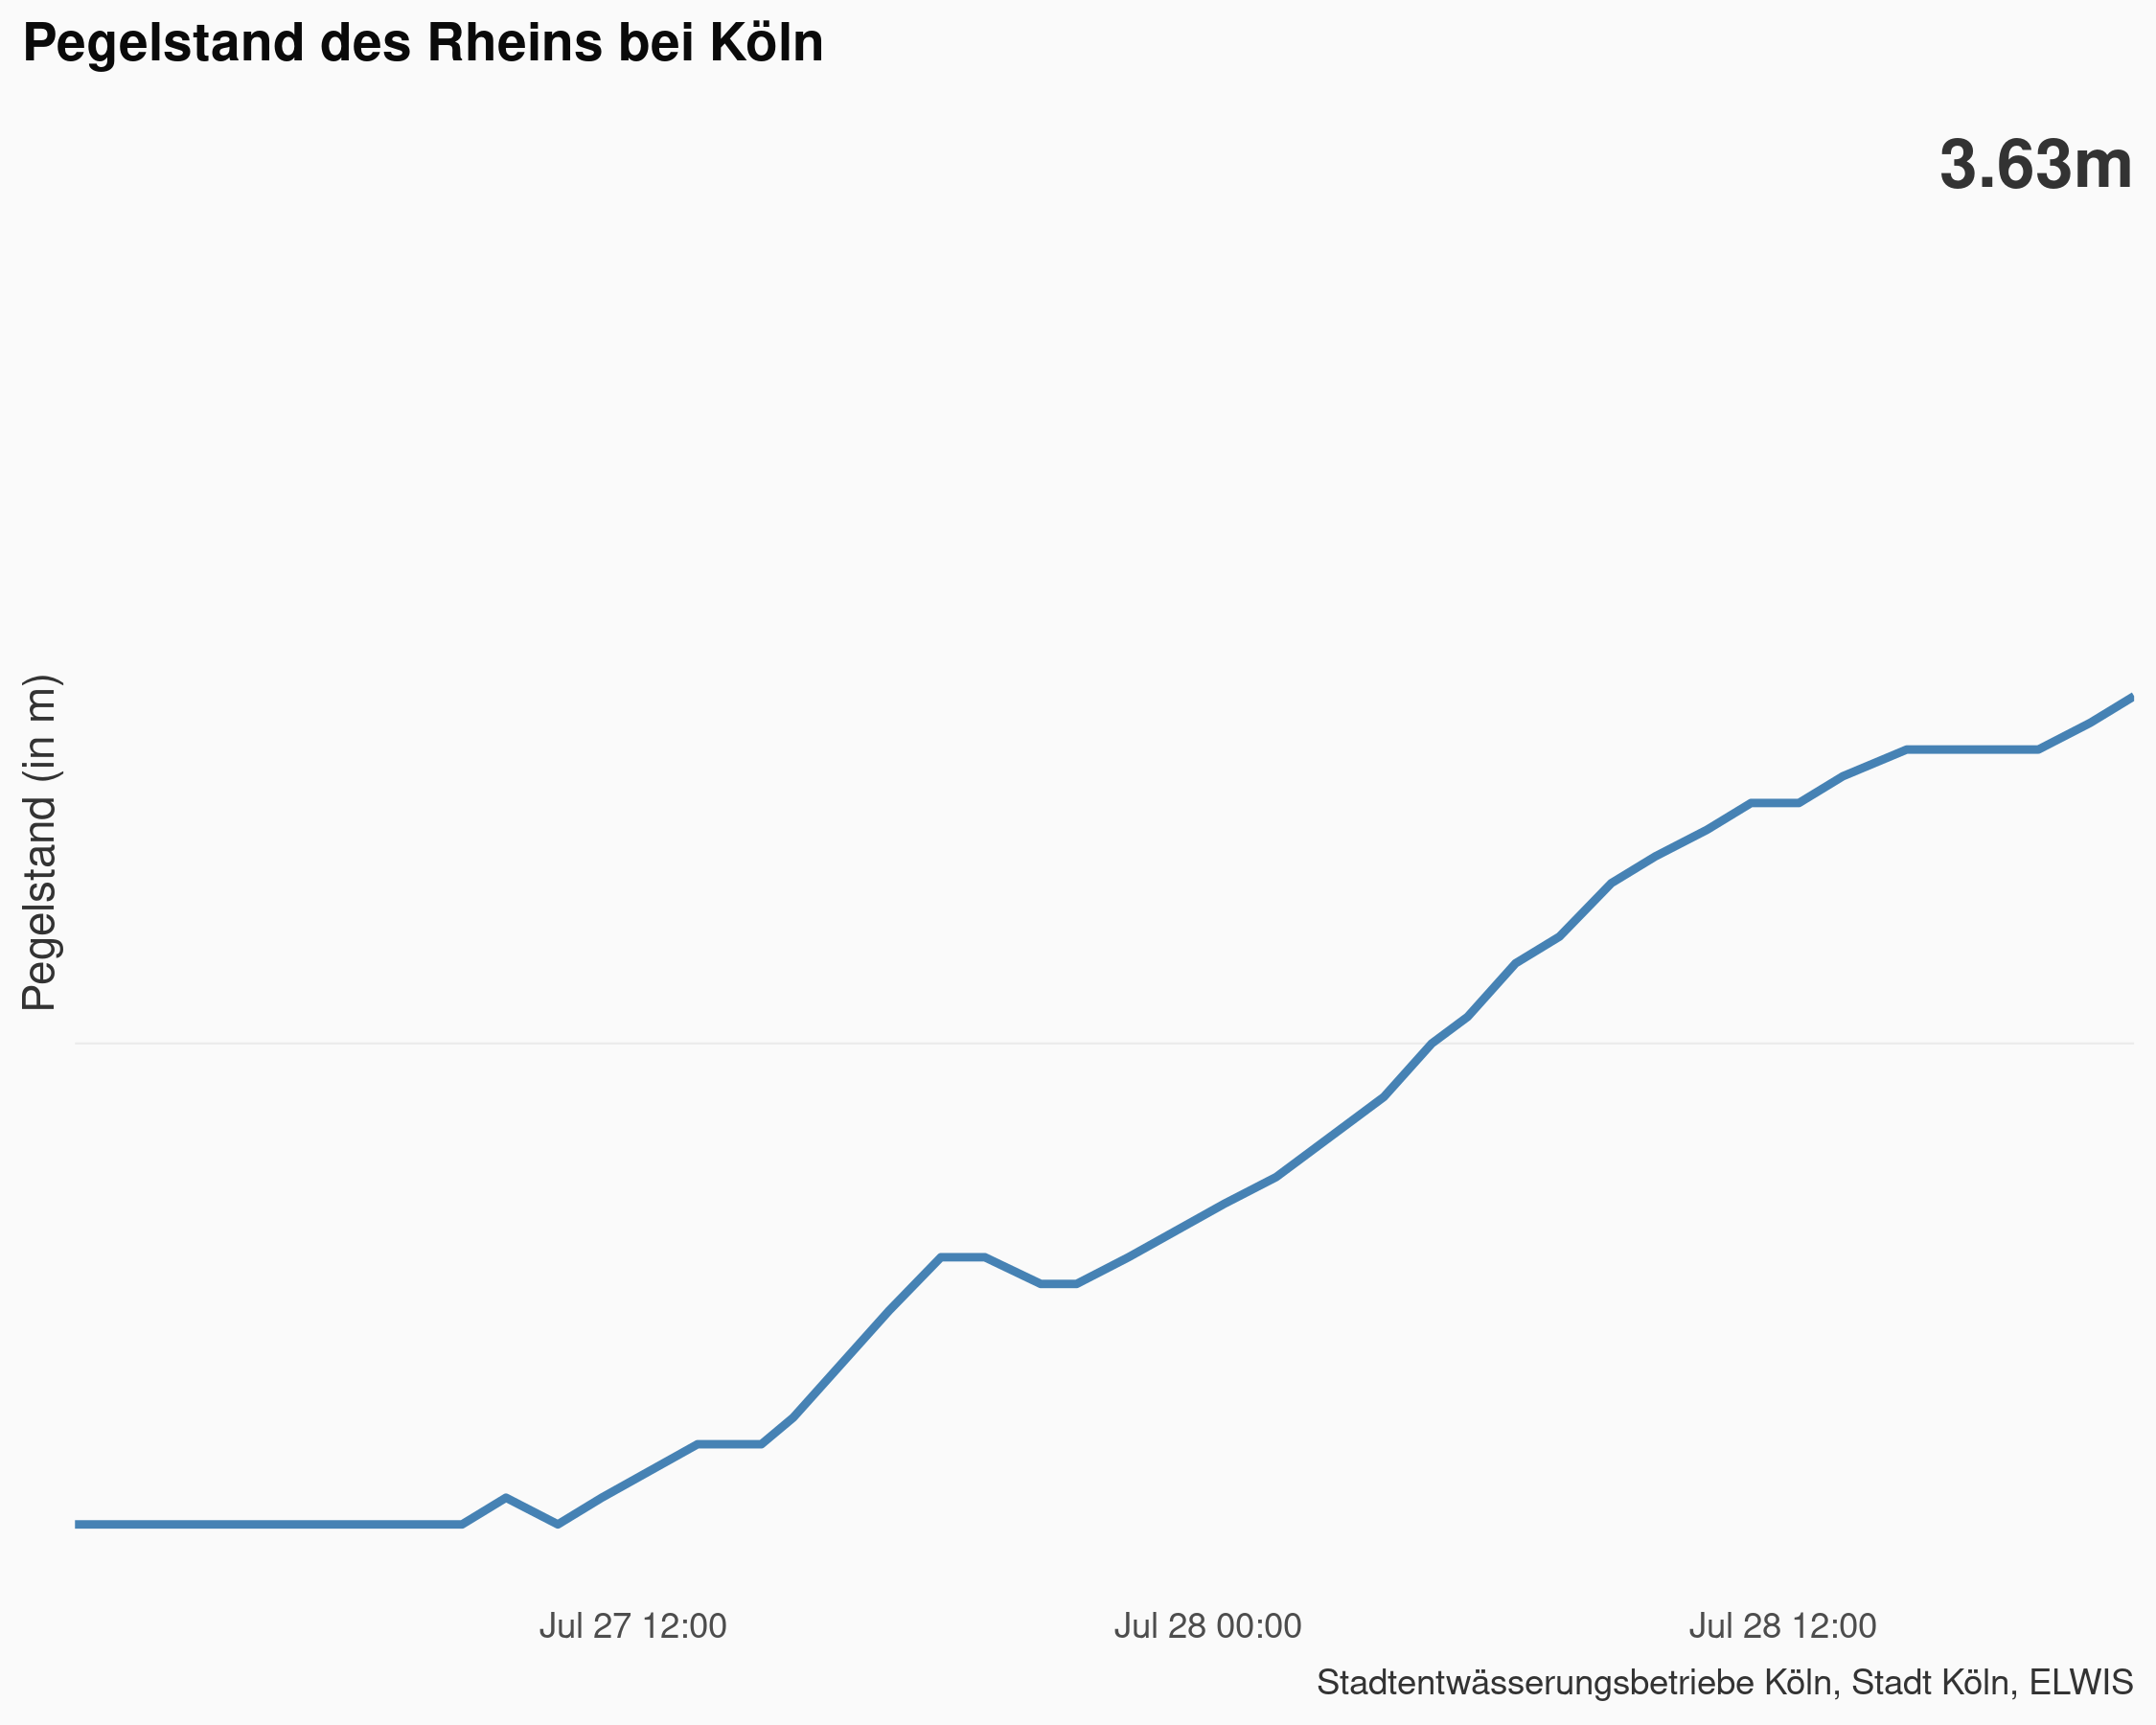 Pegelstand des Rheins bei Köln
3.63m
Pegelstand (in m)
Jul 27 12:00
Jul 28 00:00
Jul 28 12:00
Stadtentwässerungsbetriebe Köln, Stadt Köln, ELWIS